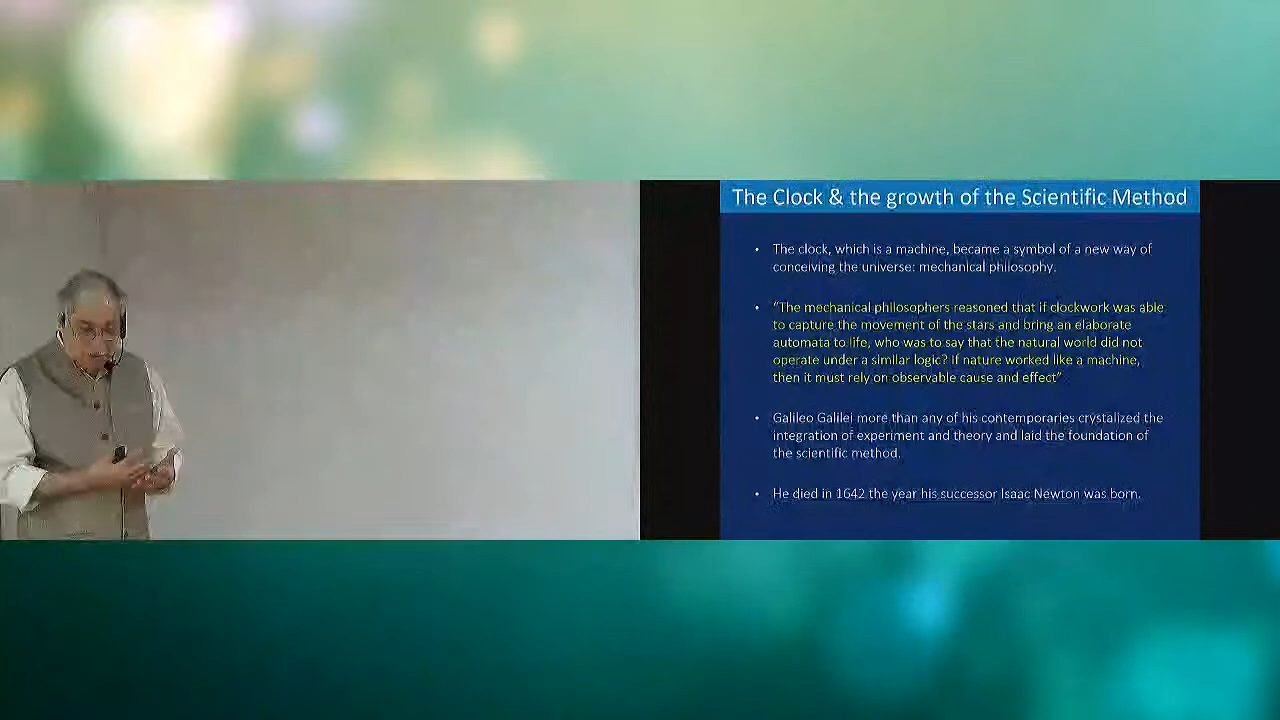 The Clock & the growth of the Scientific Method
• The clock, which is a machine, became a symbol of a new way of
conceiving the universe: mechanical philosophy.
• “The mechanical philosophers reasoned that if clockwork was able
to capture the movement of the stars and bring an elaborate
automata to life, who was to say that the natural world did not
operate under a similar logic? If nature worked like a machine,
then it must rely on observable cause and effect”
• Galileo Galilei more than any of his contemporaries crystalized the
integration of experiment and theory and laid the foundation of
the scientific method.
• He died in 1642 the year his successor Isaac Newton was born.